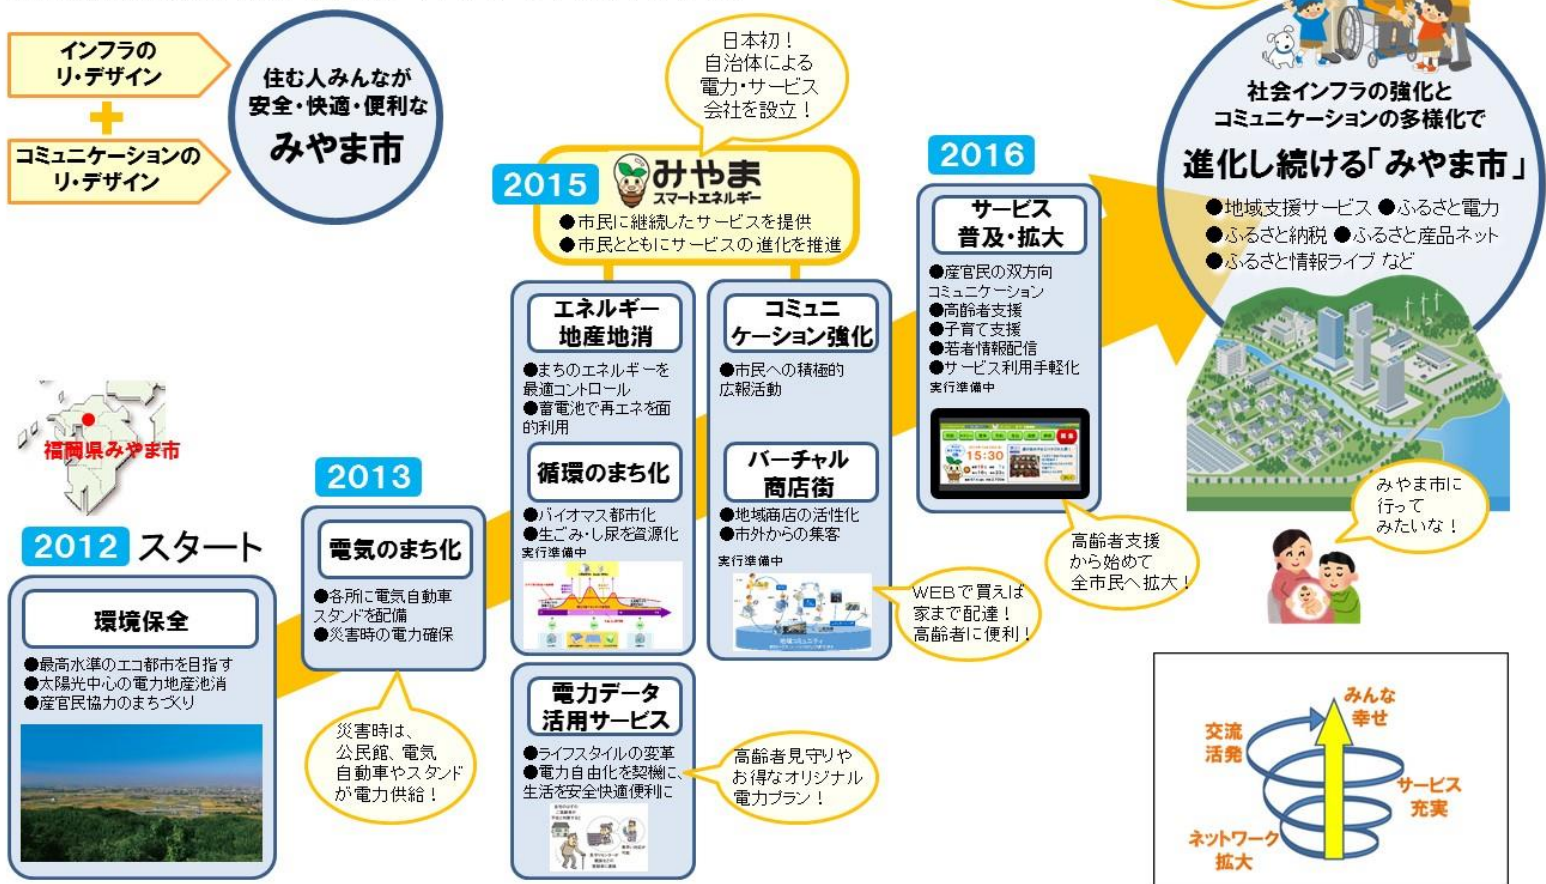 インフラの
リ・デザイン
コミュニケーションの
リ・デザイン
住む人みんなが
安全・快適・便利な
みやま市
日本初！
自治体による
電力・サービス
会社を設立！
2015
みやま
スマートエネルギー
●市民に継続したサービスを提供
●市民とともにサービスの進化を推進
2016
サービス
普及・拡大
●産官民の双方向
コミュニケーション
●高齢者支援
●子育て支援
●若者情報配信
●サービス利用手軽化
実行準備中
15:30
高齢者支援
から始めて
全市民へ拡大！
社会インフラの強化と
コミュニケーションの多様化で
進化し続ける「みやま市」
●地域支援サービス ●ふるさと電力
●ふるさと納税 ●ふるさと産品ネット
●ふるさと情報ライブ など
みやま市に
行って
みたいな！
エネルギー
地産地消
●まちのエネルギーを
最適コントロール
●蓄電池で再エネを面
的利用
循環のまち化
●バイオマス都市化
●生ごみ・し尿を資源化
実行準備中
コミュニ
ケーション強化
●市民への積極的
広報活動
バーチャル
商店街
●地域商店の活性化
●市外からの集客
実行準備中
WEBで買えば
家まで配達！
高齢者に便利！
福岡県みやま市
2012 スタート
環境保全
●最高水準のエコ都市を目指す
●太陽光中心の電力地産池消
●産官民協力のまちづくり
2013
電気のまち化
●各所に電気自動車
スタンドを配備
●災害時の電力確保
災害時は、
公民館、電気
自動車やスタンド
が電力供給！
電力データ
活用サービス
●ライフスタイルの変革
●電力自由化を契機に、
生活を安全快適便利に
高齢者見守りや
お得なオリジナル
電力プラン！
みんな
幸せ
交流
活発
サービス
充実
ネットワーク
拡大